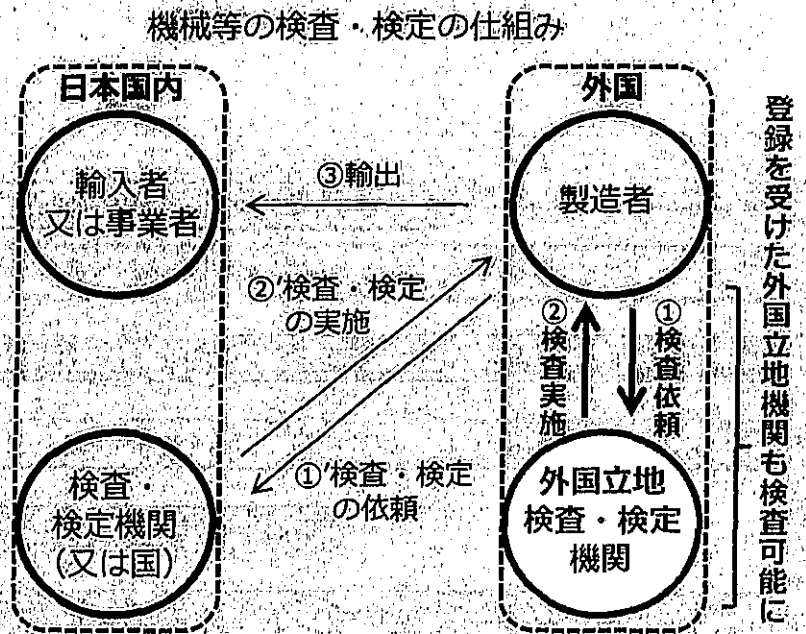 機械等の検査・検定の仕組み
日本国内
輸入者
又は事業者
検査・
検定機関
(又は国)
③輸出
②'検査・検定
の実施
①'検査・検定
の依頼
外国
製造者
②検査実施
①検査依頼
外国立地
検査・検定
機関
登録を受けた外国立地機関も検査可能に